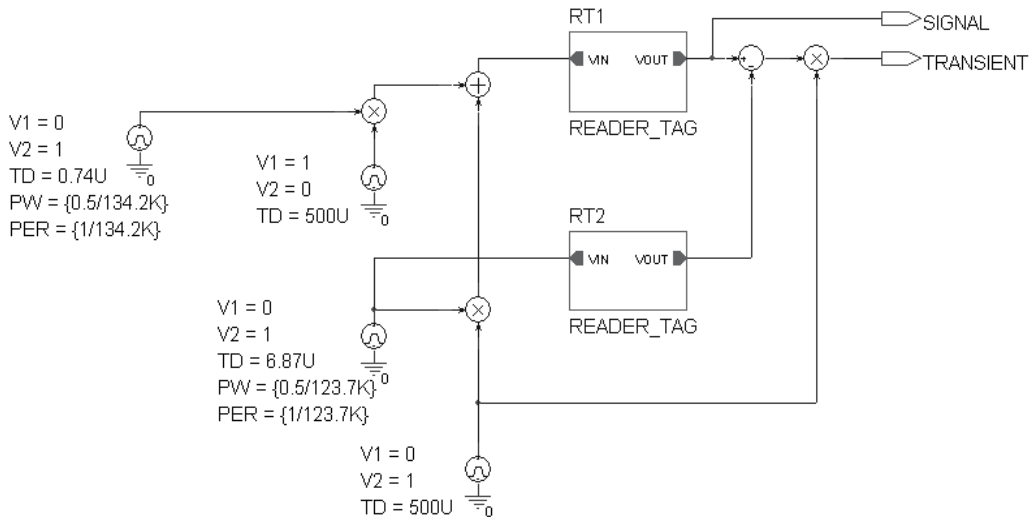 RT1
SIGNAL
VIN
VOUT
+
-
×
TRANSIENT
+
READER_TAG
×
V1 = 0
V2 = 1
TD = 0.74U
PW = {0.5/134.2K}
PER = {1/134.2K}
0
V1 = 1
V2 = 0
TD = 500U
0
RT2
VIN
VOUT
READER_TAG
×
V1 = 0
V2 = 1
TD = 6.87U
PW = {0.5/123.7K}
PER = {1/123.7K}
0
V1 = 0
V2 = 1
TD = 500U
0